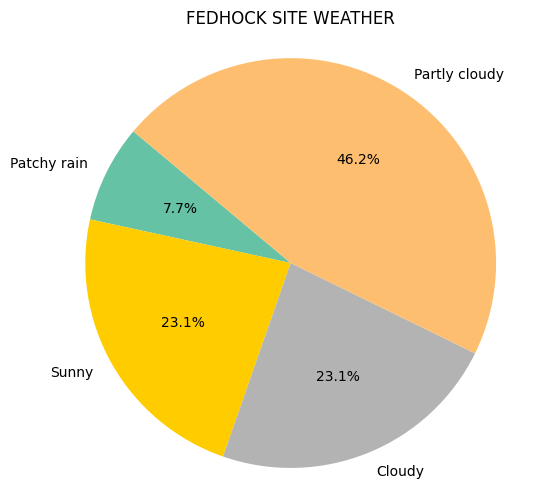 FEDHOCK SITE WEATHER
Partly cloudy
46.2%
Patchy rain
7.7%
23.1%
Sunny
23.1%
Cloudy